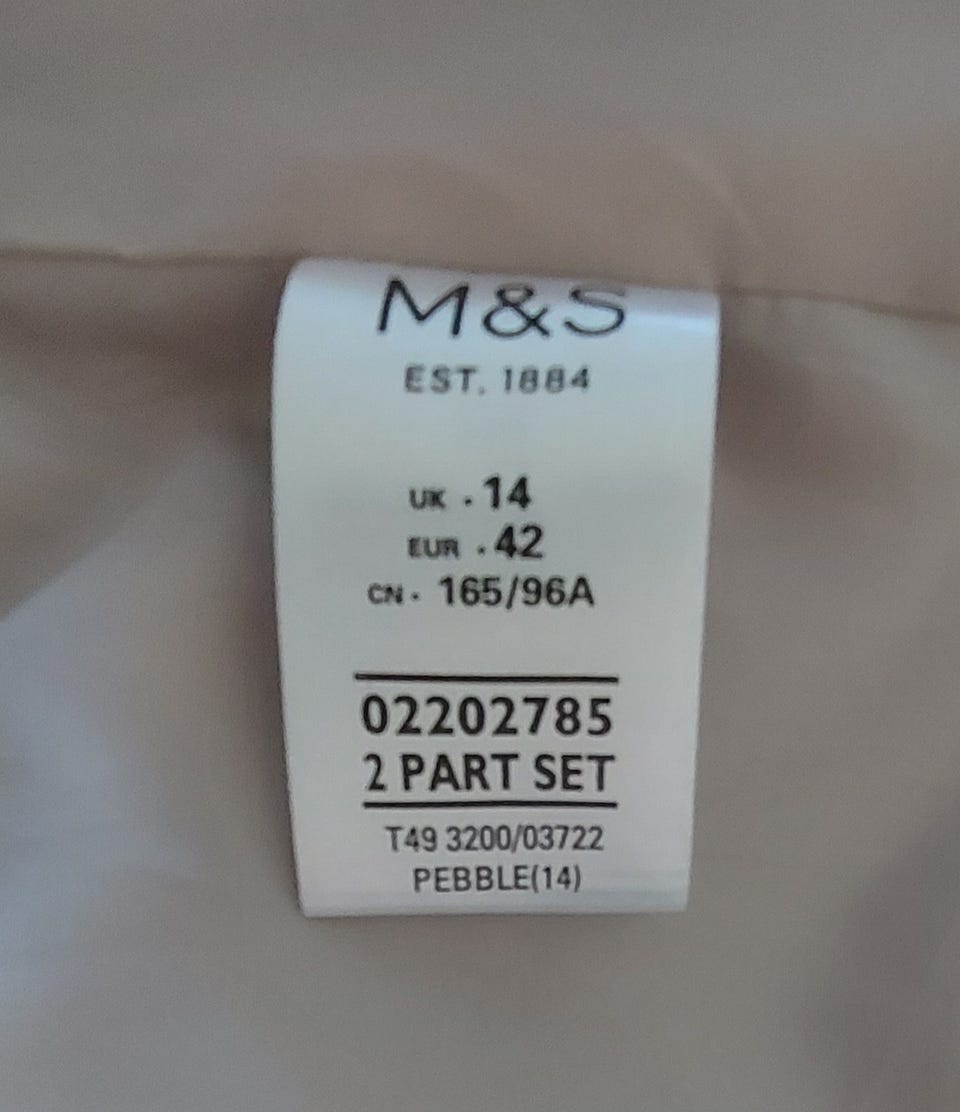 M&S
EST. 1884
UK . 14
EUR . 42
CN . 165/96A
02202785
2 PART SET
T49 3200/03722
PEBBLE(14)